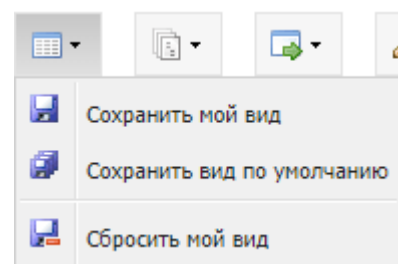 Сохранить мой вид
Сохранить вид по умолчанию
Сбросить мой вид